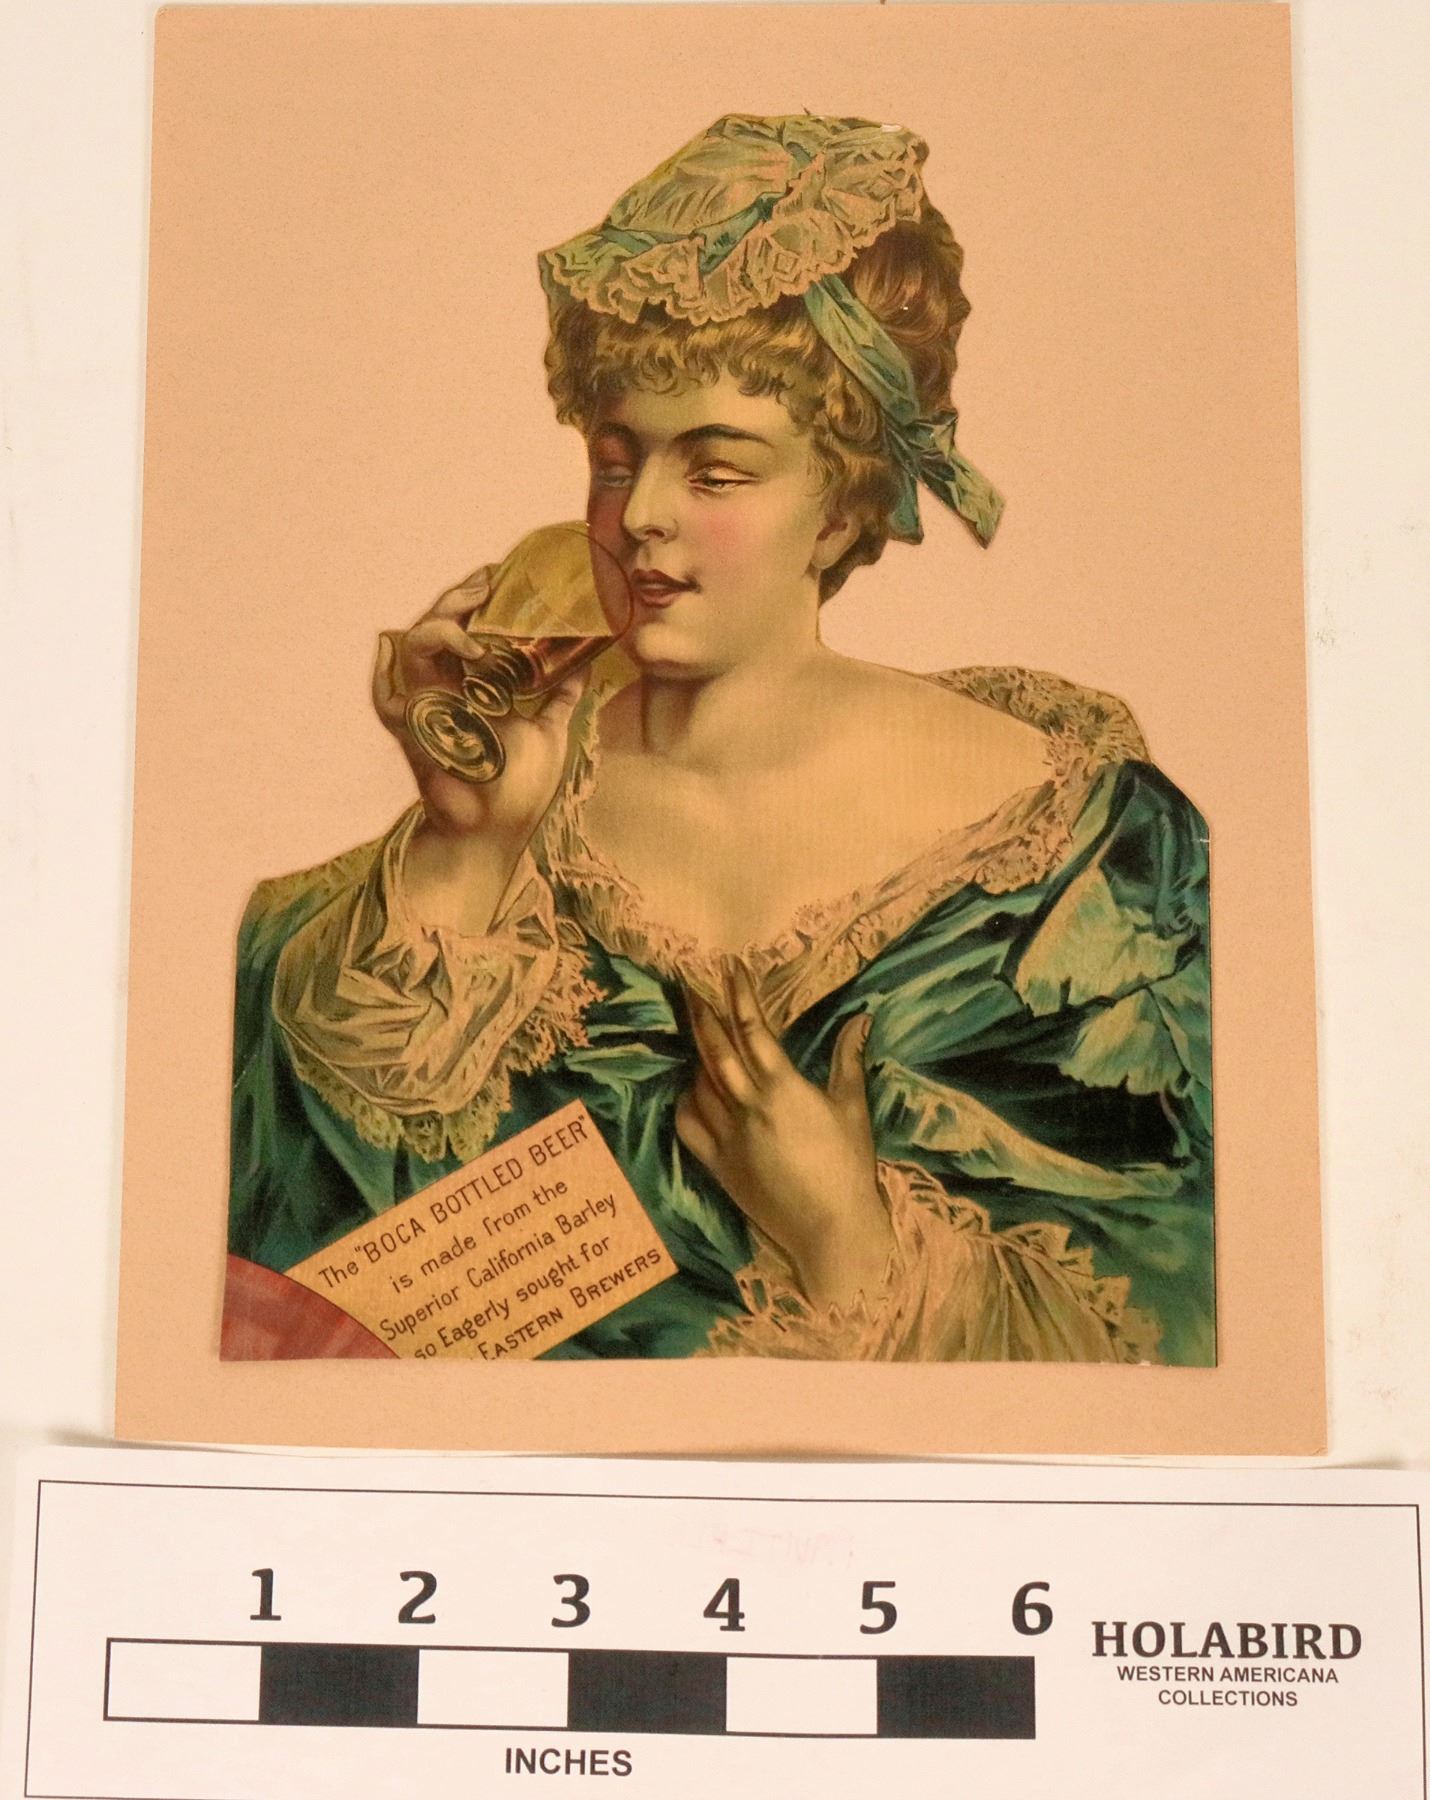 The "BOCA BOTTLED BEER"
is made from the
Superior California Barley
so Eagerly sought for
EASTERN BREWERS
1 2 3 4 5 6
INCHES
HOLABIRD
WESTERN AMERICANA
COLLECTIONS